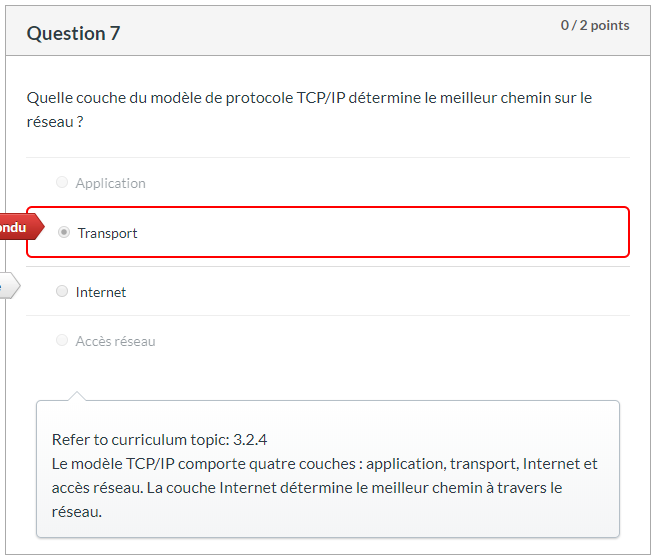 Question 7
0 / 2 points
Quelle couche du modèle de protocole TCP/IP détermine le meilleur chemin sur le
réseau ?
Application
Transport
Internet
Accès réseau
Refer to curriculum topic: 3.2.4
Le modèle TCP/IP comporte quatre couches : application, transport, Internet et
accès réseau. La couche Internet détermine le meilleur chemin à travers le
réseau.